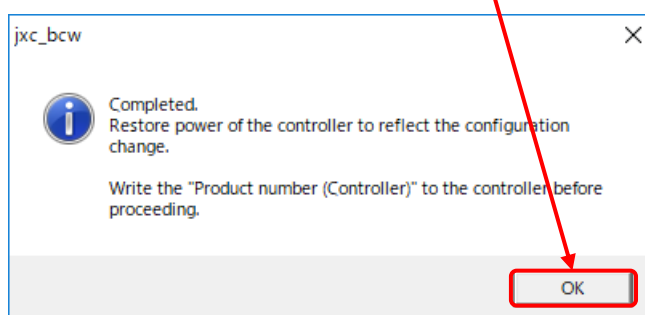 jxc_bcw
Completed.
Restore power of the controller to reflect the configuration
change.
Write the "Product number (Controller)" to the controller before
proceeding.
OK